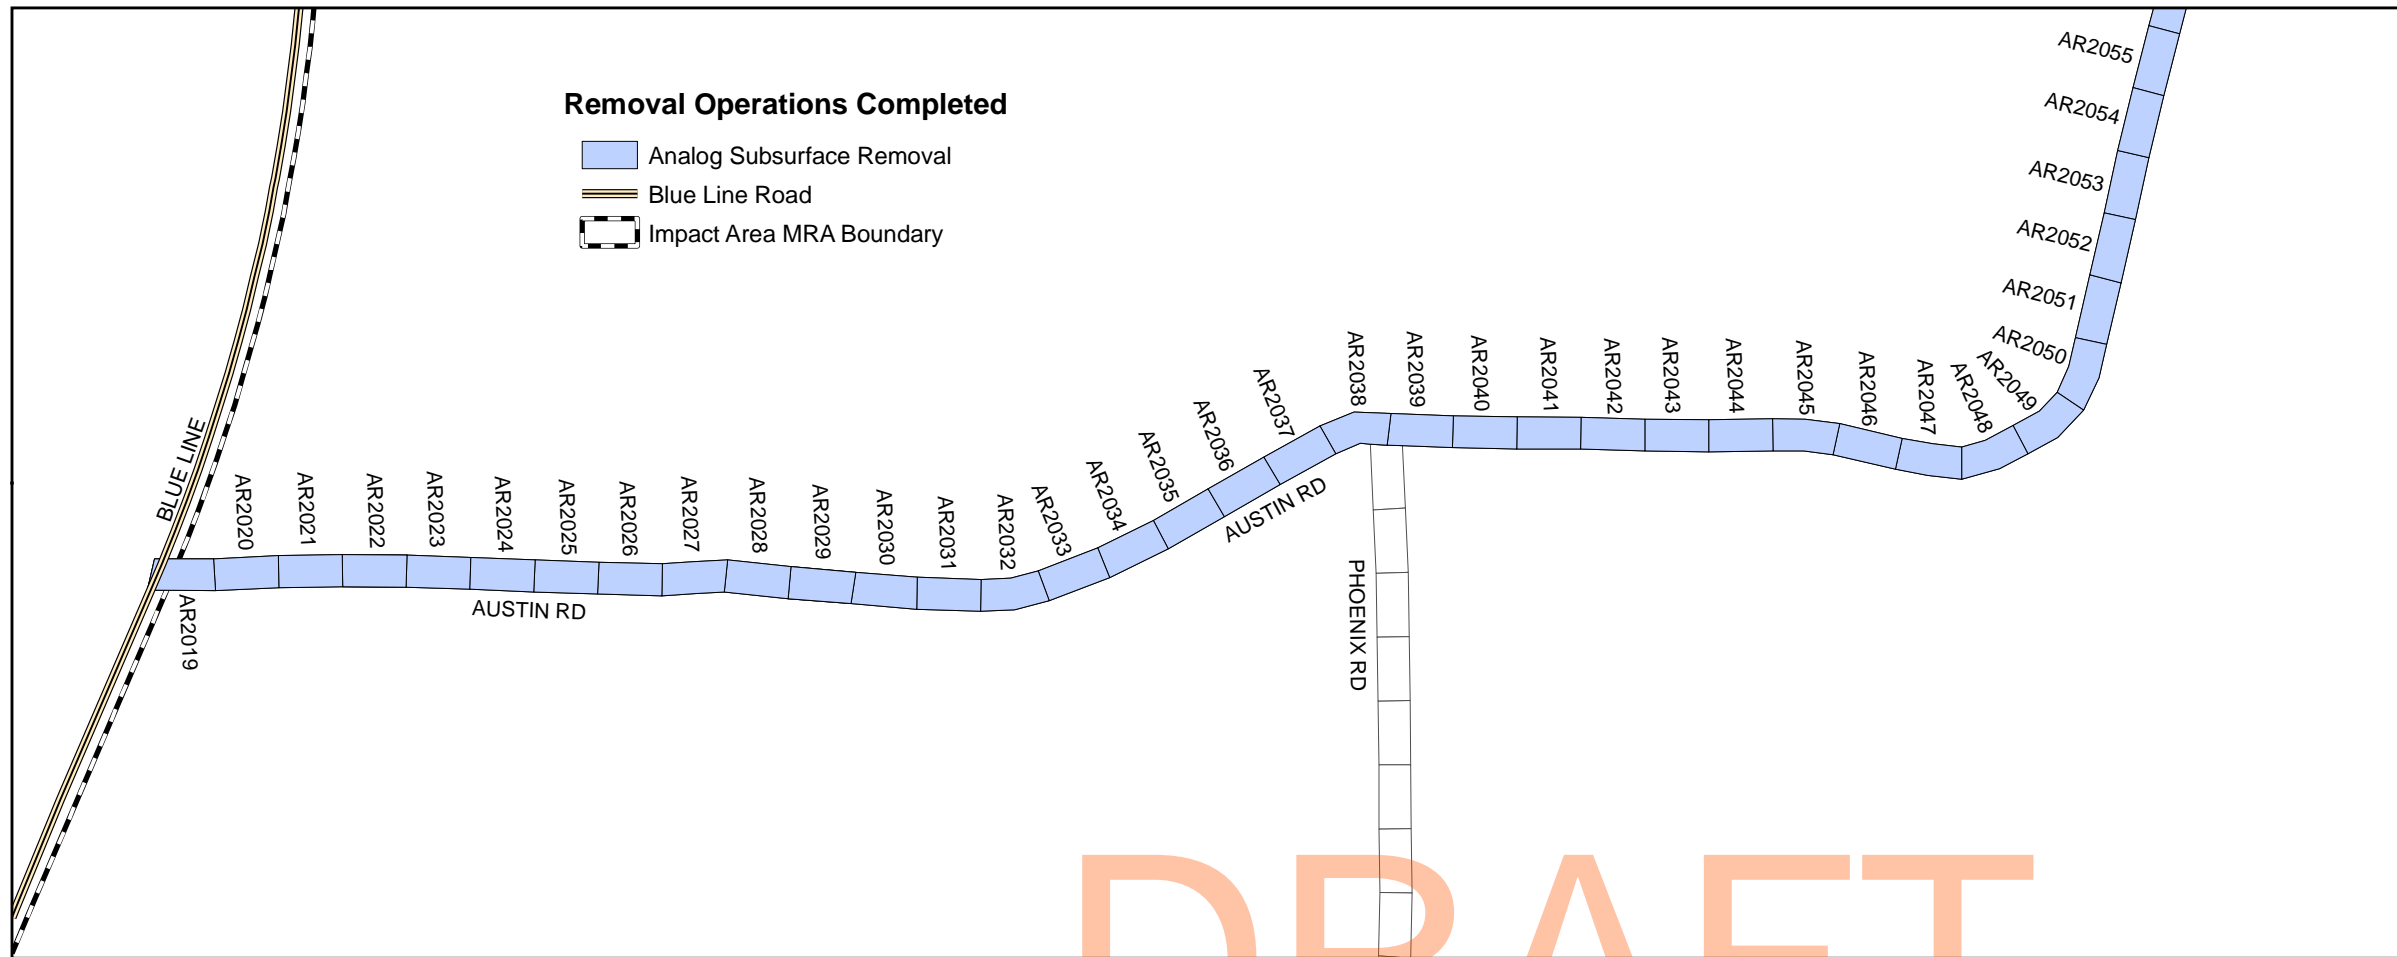 Removal Operations Completed
Analog Subsurface Removal
Blue Line Road
Impact Area MRA Boundary
BLUE LINE
AR2019
AR2020
AR2021
AR2022
AR2023
AR2024
AR2025
AR2026
AR2027
AR2028
AR2029
AR2030
AR2031
AR2032
AR2033
AR2034
AR2035
AR2036
AR2037
AR2038
AR2039
AR2040
AR2041
AR2042
AR2043
AR2044
AR2045
AR2046
AR2047
AR2048
AR2049
AR2050
AR2051
AR2052
AR2053
AR2054
AR2055
AUSTIN RD
AUSTIN RD
PHOENIX RD
DRAFT